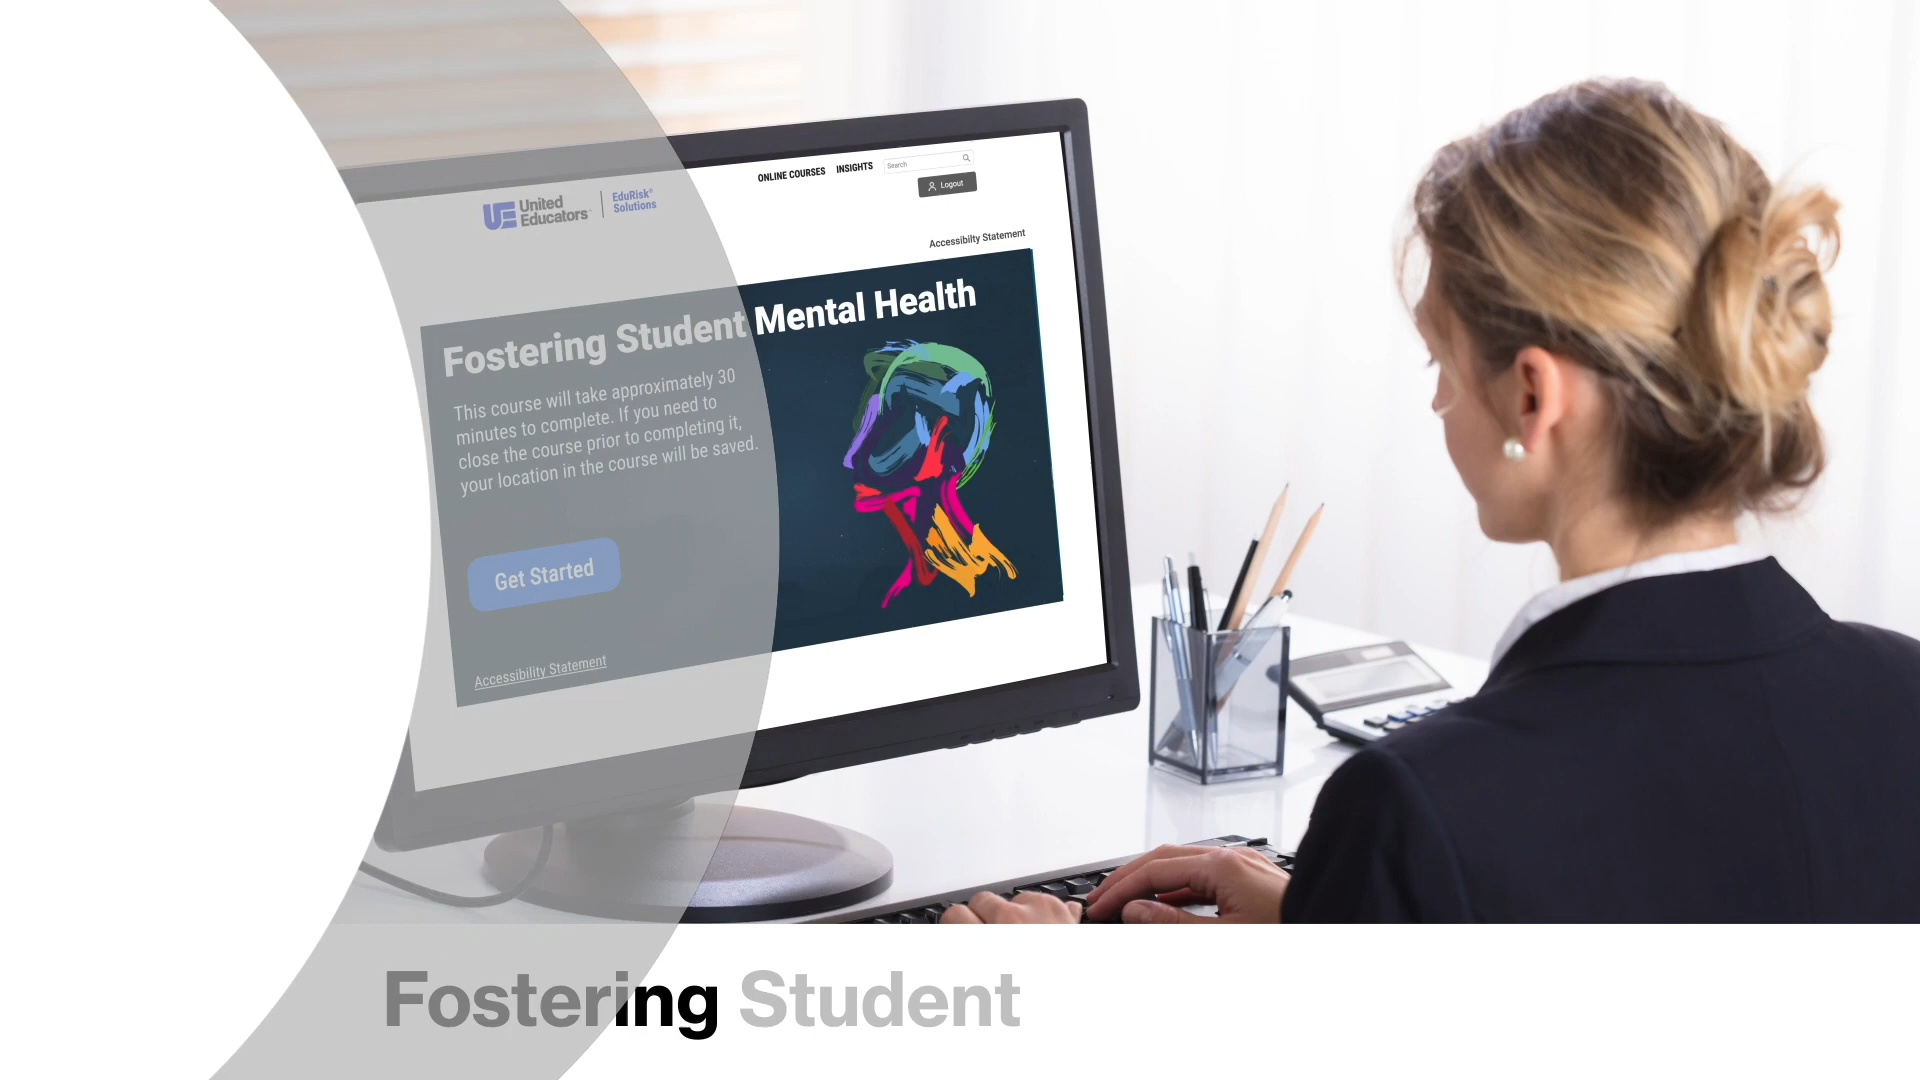 ONLINE COURSES INSIGHTS Search
Logout
United
Educators
EduRisk®
Solutions
Accessibilty Statement
Fostering Student Mental Health
This course will take approximately 30
minutes to complete. If you need to
close the course prior to completing it,
your location in the course will be saved.
Get Started
Accessibility Statement
Fostering Student